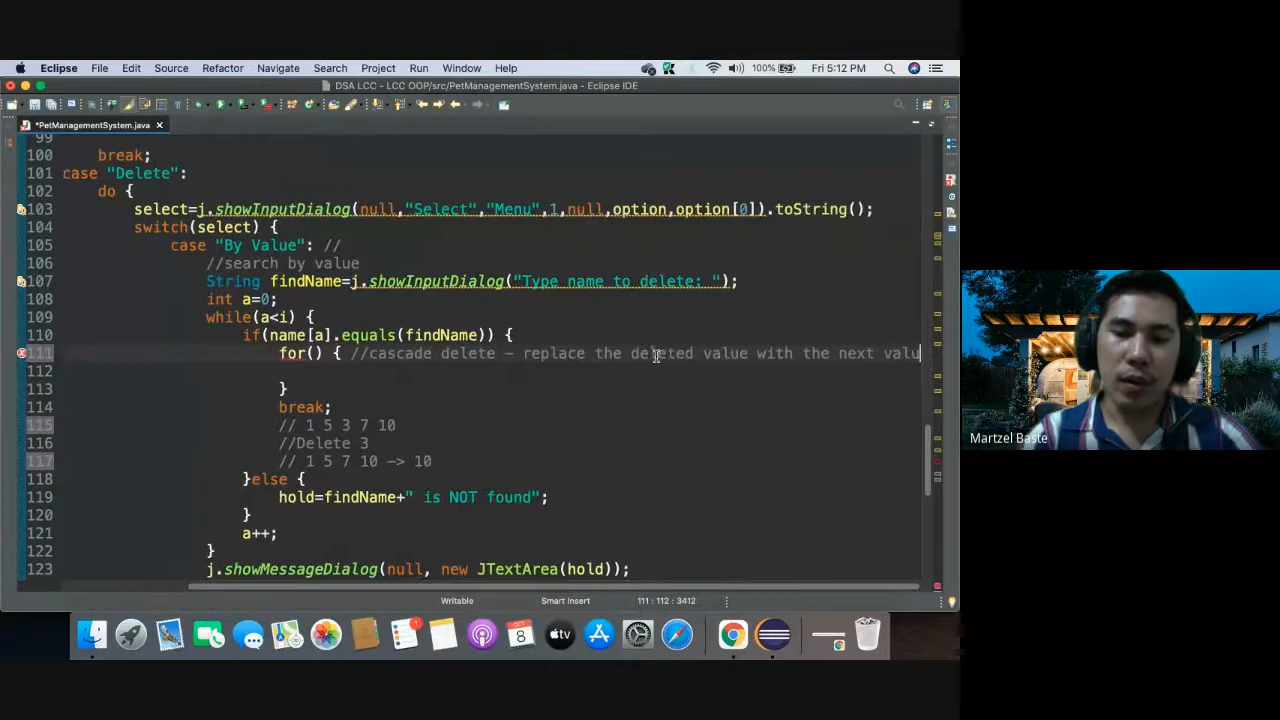 Eclipse File Edit Source Refactor Navigate Search Project Run Window Help 100% Fri 5:12 PM
DSA LCC - LCC OOP/src/PetManagementSystem.java - Eclipse IDE
*PetManagementSystem.java
99
100 break;
101 case "Delete":
102 do {
103 select=j.showInputDialog(null,"Select","Menu",1,null,option,option[0]).toString();
104 switch(select) {
105 case "By Value": //
106 //search by value
107 String findName=j.showInputDialog("Type name to delete: ");
108 int a=0;
109 while(a<i) {
110 if(name[a].equals(findName)) {
111 for() { //cascade delete – replace the deleted value with the next valu
112
113 }
114 break;
115 // 1 5 3 7 10
116 //Delete 3
117 // 1 5 7 10 –> 10
118 }else {
119 hold=findName+" is NOT found";
120 }
121 a++;
122 }
123 j.showMessageDialog(null, new JTextArea(hold));
Writable Smart Insert 111 : 112 : 3412
OCT 8
tv
1
Martzel Baste